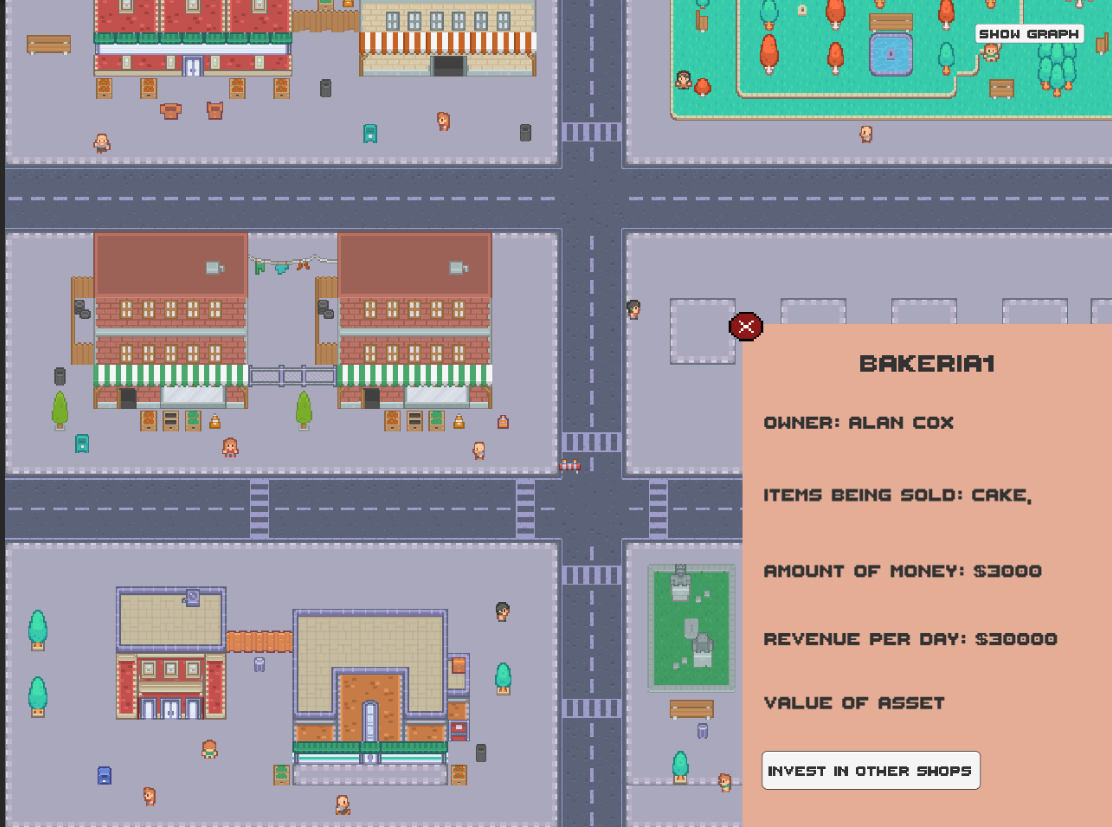 SHOW GRAPH
BAKERIA1
OWNER: ALAN COX
ITEMS BEING SOLD: CAKE,
AMOUNT OF MONEY: $3000
REVENUE PER DAY: $30000
VALUE OF ASSET
INVEST IN OTHER SHOPS